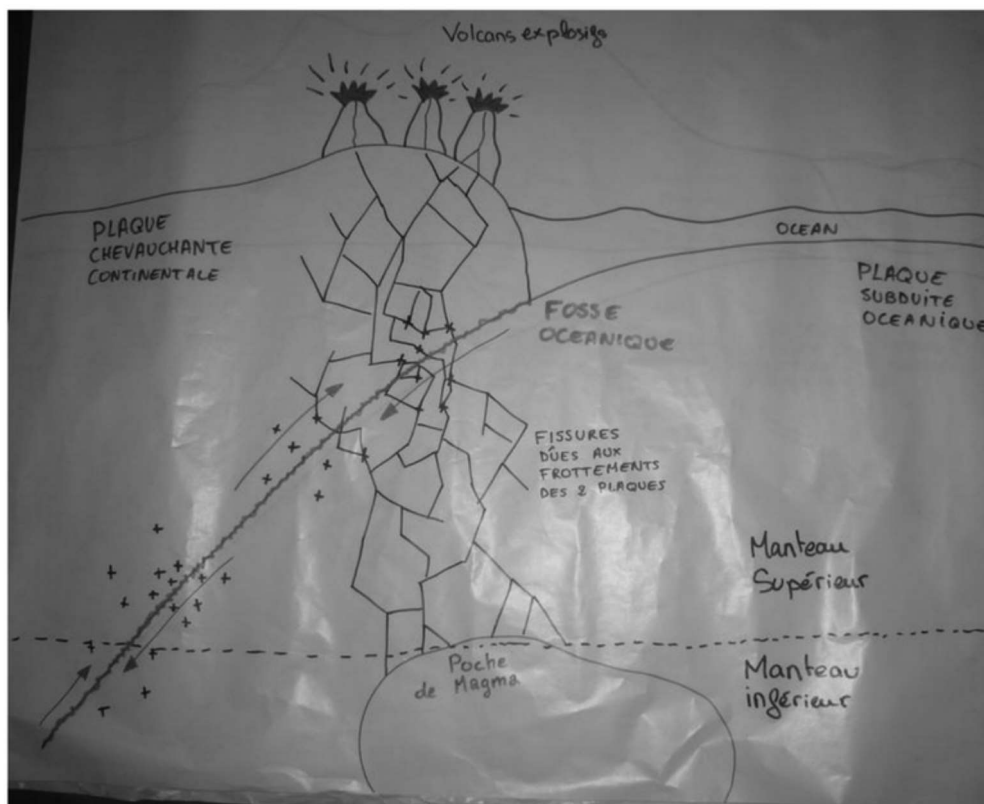 Volcans explosifs
PLAQUE
CHEVAUCHANTE
CONTINENTALE
OCEAN
PLAQUE
SUBDUITE
OCEANIQUE
FOSSE
OCEANIQUE
FISSURES
DÛES AUX
FROTTEMENTS
DES 2 PLAQUES
Manteau
Supérieur
Poche
de Magma
Manteau
inférieur